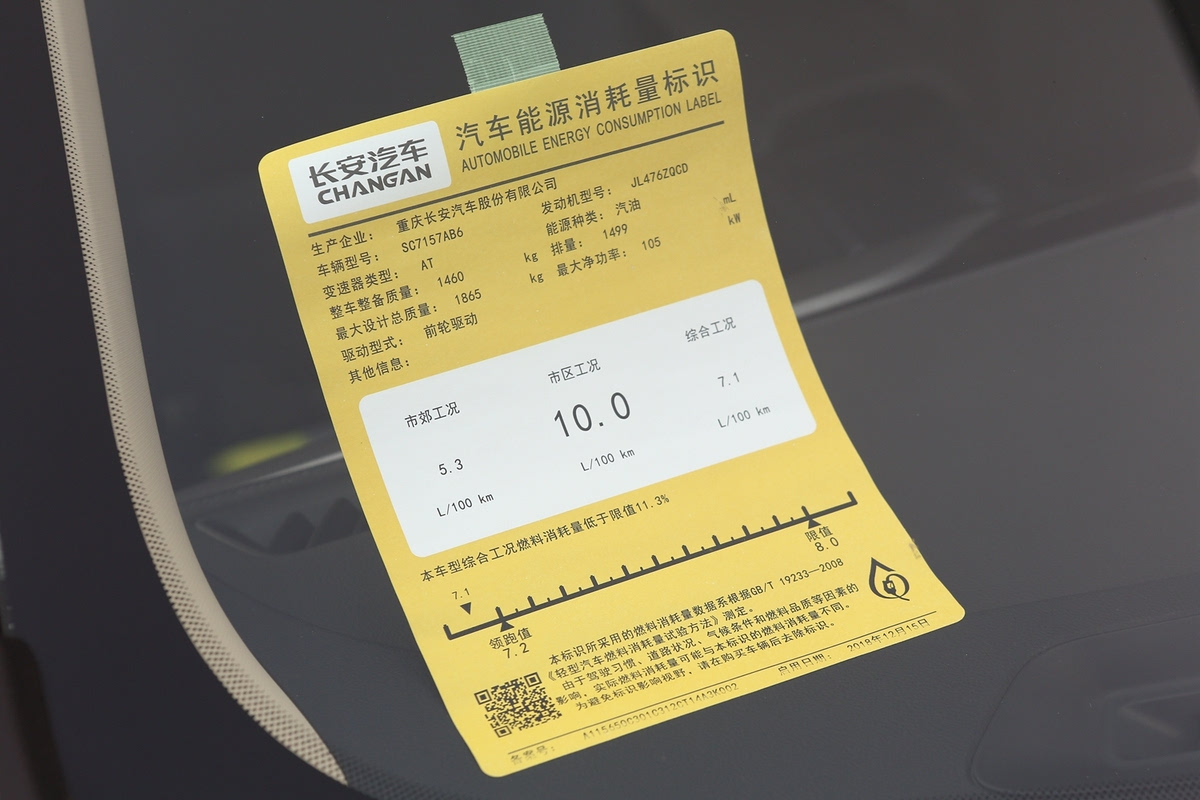 长安汽车
CHANGAN
汽车能源消耗量标识
AUTOMOBILE ENERGY CONSUMPTION LABEL
生产企业： 重庆长安汽车股份有限公司
车辆型号： SC7157AB6 发动机型号： JL476ZQCD
变速器类型： AT 能源种类： 汽油
整车整备质量： 1460 kg 排量： 1499 mL
最大设计总质量： 1865 kg 最大净功率： 105 kW
驱动型式： 前轮驱动
其他信息：
市郊工况 市区工况 综合工况
5.3 10.0 7.1
L/100 km L/100 km L/100 km
本车型综合工况燃料消耗量低于限值11.3%
7.1
领跑值
7.2
限值
8.0
本标识所采用的燃料消耗量数据系根据GB/T 19233—2008
《轻型汽车燃料消耗量试验方法》测定。
由于驾驶习惯、道路状况、气候条件和燃料品质等因素的
影响，实际燃料消耗量可能与本标识的燃料消耗量不同。
为避免标识影响视野，请在购买车辆后去除标识。
备案号： 启用日期： 2018年12月15日